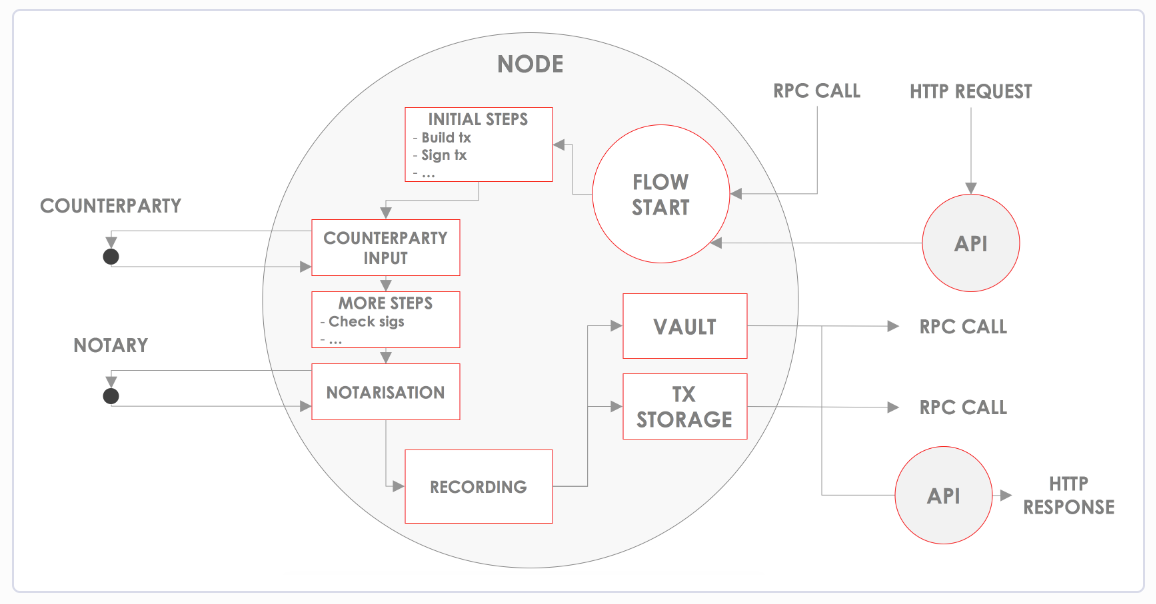 NODE
RPC CALL
HTTP REQUEST
INITIAL STEPS
- Build tx
- Sign tx
- ...
FLOW
START
COUNTERPARTY
COUNTERPARTY
INPUT
API
MORE STEPS
- Check sigs
- ...
VAULT
RPC CALL
NOTARY
NOTARISATION
TX
STORAGE
RPC CALL
RECORDING
API
HTTP
RESPONSE